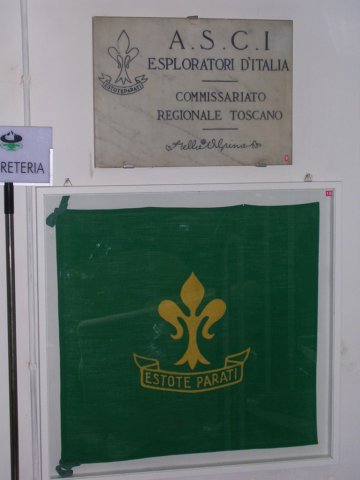 A.S.C.I
ESPLORATORI D'ITALIA
ESTOTE PARATI
COMMISSARIATO
REGIONALE TOSCANO
RETERIA
ESTOTE PARATI